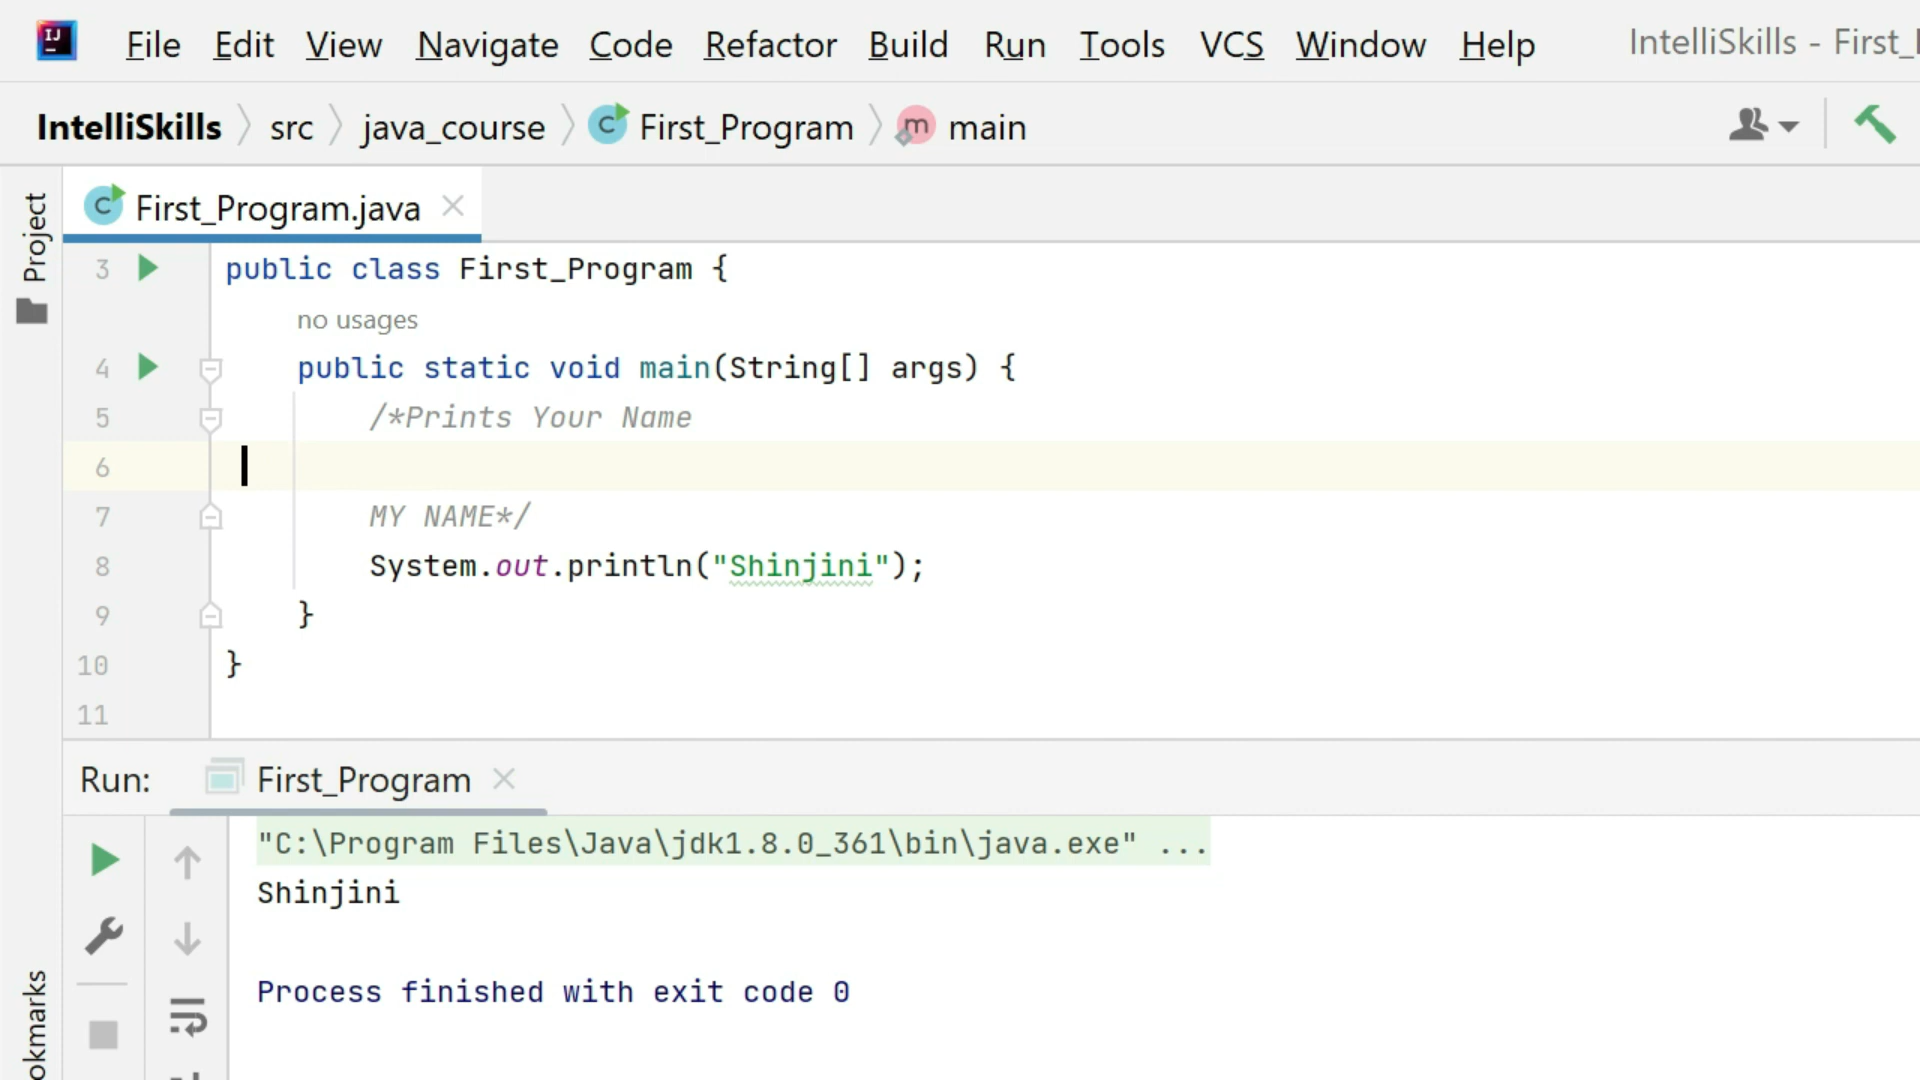 IJ
File Edit View Navigate Code Refactor Build Run Tools VCS Window Help IntelliSkills - First_
IntelliSkills src java_course C First_Program m main
Project
C First_Program.java
3 public class First_Program {
no usages
4 public static void main(String[] args) {
5 /*Prints Your Name
6
7 MY NAME*/
8 System.out.println("Shinjini");
9 }
10 }
11
Run: First_Program
"C:\Program Files\Java\jdk1.8.0_361\bin\java.exe" ...
Shinjini
Process finished with exit code 0
okmarks